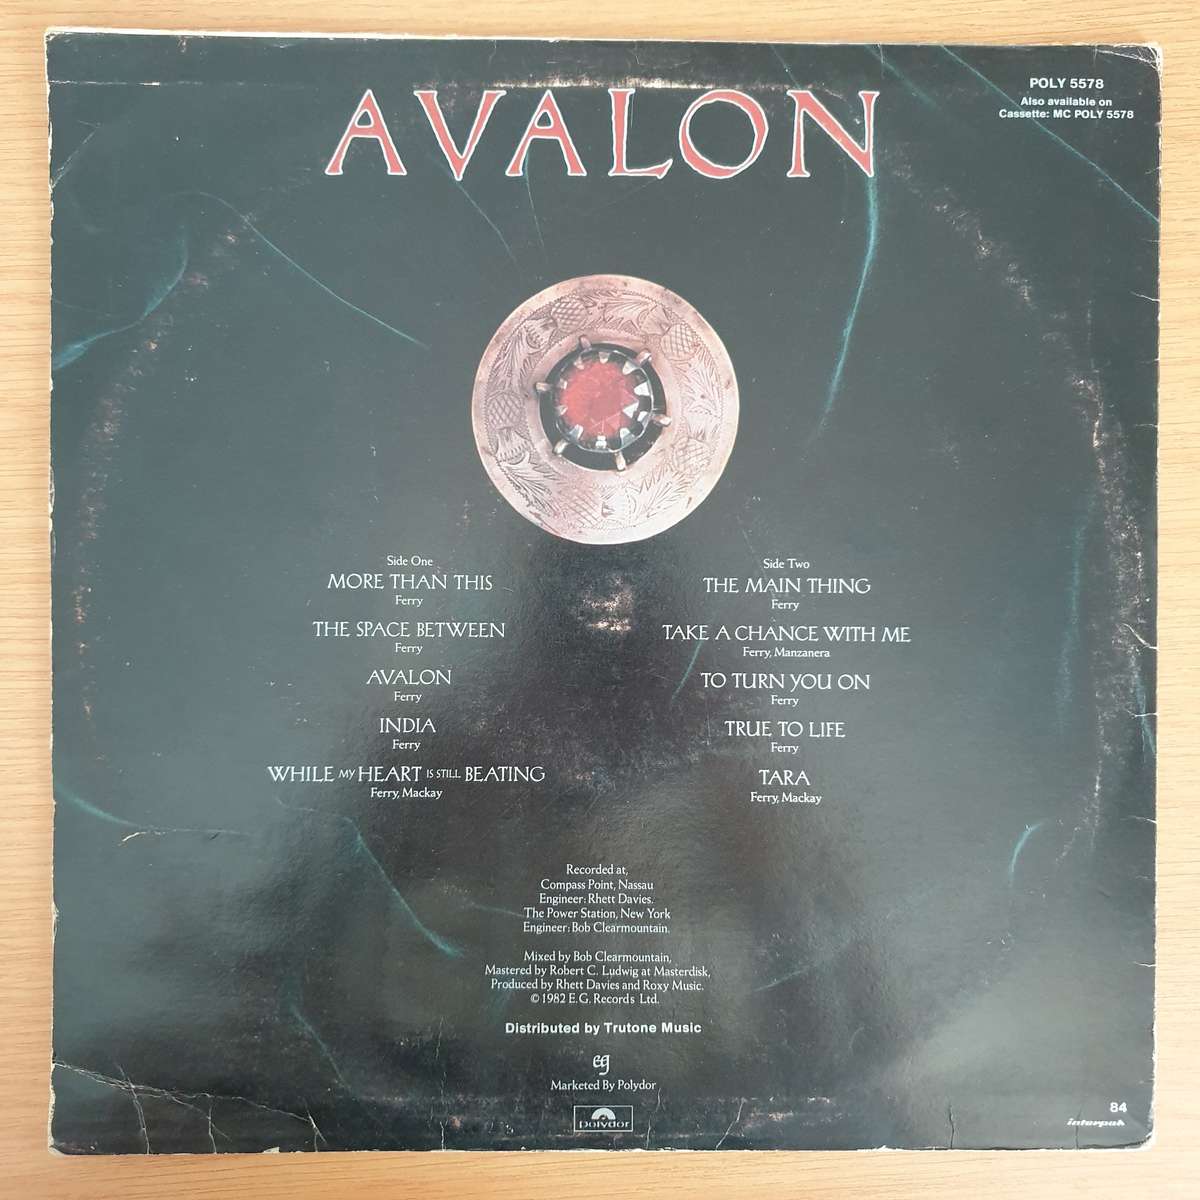 AVALON
POLY 5578
Also available on
Cassette: MC POLY 5578
Side One
MORE THAN THIS
Ferry
THE SPACE BETWEEN
Ferry
AVALON
Ferry
INDIA
Ferry
WHILE MY HEART IS STILL BEATING
Ferry, Mackay
Side Two
THE MAIN THING
Ferry
TAKE A CHANCE WITH ME
Ferry, Manzanera
TO TURN YOU ON
Ferry
TRUE TO LIFE
Ferry
TARA
Ferry, Mackay
Recorded at,
Compass Point, Nassau
Engineer: Rhett Davies.
The Power Station, New York
Engineer: Bob Clearmountain.
Mixed by Bob Clearmountain,
Mastered by Robert C. Ludwig at Masterdisk,
Produced by Rhett Davies and Roxy Music.
© 1982 E.G. Records Ltd.
Distributed by Trutone Music
eg
Marketed By Polydor
Polydor
84
interpak